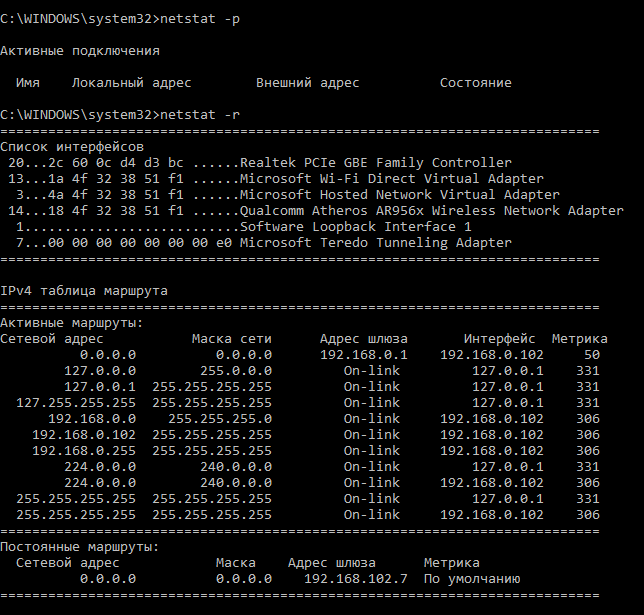 C:\WINDOWS\system32>netstat -p
Активные подключения
Имя Локальный адрес Внешний адрес Состояние
C:\WINDOWS\system32>netstat -r
===========================================================================
Список интерфейсов
20...2c 60 0c d4 d3 bc ......Realtek PCIe GBE Family Controller
13...1a 4f 32 38 51 f1 ......Microsoft Wi-Fi Direct Virtual Adapter
3...4a 4f 32 38 51 f1 ......Microsoft Hosted Network Virtual Adapter
14...18 4f 32 38 51 f1 ......Qualcomm Atheros AR956x Wireless Network Adapter
1...........................Software Loopback Interface 1
7...00 00 00 00 00 00 00 e0 Microsoft Teredo Tunneling Adapter
===========================================================================
IPv4 таблица маршрута
===========================================================================
Активные маршруты:
Сетевой адрес Маска сети Адрес шлюза Интерфейс Метрика
0.0.0.0 0.0.0.0 192.168.0.1 192.168.0.102 50
127.0.0.0 255.0.0.0 On-link 127.0.0.1 331
127.0.0.1 255.255.255.255 On-link 127.0.0.1 331
127.255.255.255 255.255.255.255 On-link 127.0.0.1 331
192.168.0.0 255.255.255.0 On-link 192.168.0.102 306
192.168.0.102 255.255.255.255 On-link 192.168.0.102 306
192.168.0.255 255.255.255.255 On-link 192.168.0.102 306
224.0.0.0 240.0.0.0 On-link 127.0.0.1 331
224.0.0.0 240.0.0.0 On-link 192.168.0.102 306
255.255.255.255 255.255.255.255 On-link 127.0.0.1 331
255.255.255.255 255.255.255.255 On-link 192.168.0.102 306
===========================================================================
Постоянные маршруты:
Сетевой адрес Маска Адрес шлюза Метрика
0.0.0.0 0.0.0.0 192.168.102.7 По умолчанию
===========================================================================